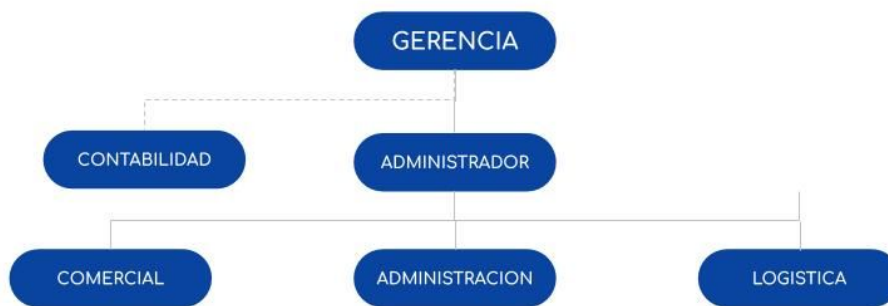 GERENCIA
CONTABILIDAD
ADMINISTRADOR
COMERCIAL
ADMINISTRACION
LOGISTICA